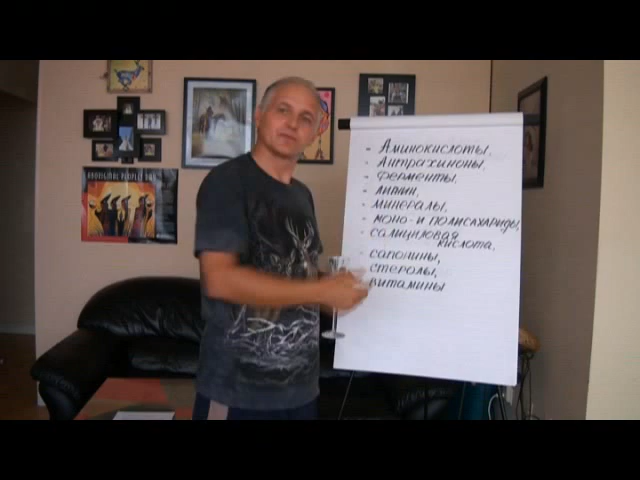 - Аминокислоты,
- Антрахиноны,
- ферменты,
- лигнин,
- минералы,
- моно- и полисахариды,
- салициловая
кислота,
- сапонины,
- стеролы,
- витамины